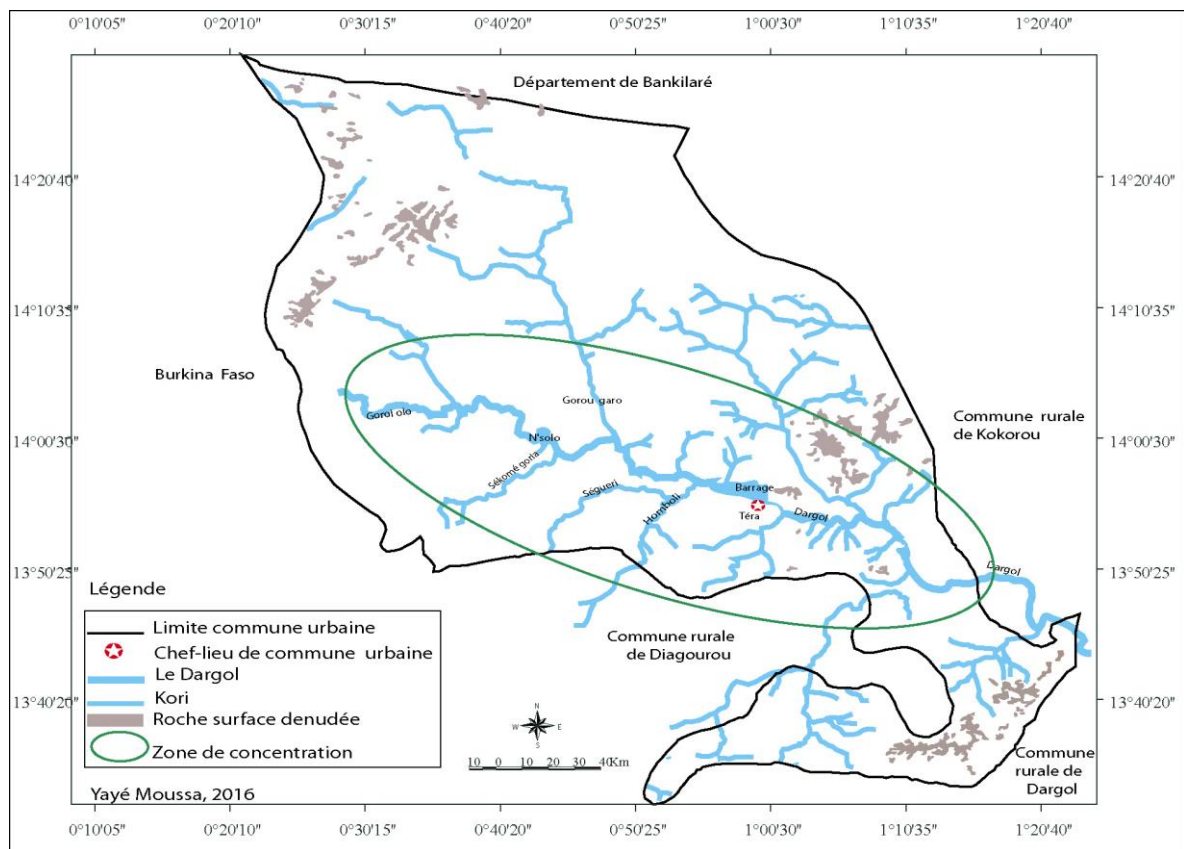 0°10'05" 0°20'10" 0°30'15" 0°40'20" 0°50'25" 1°00'30" 1°10'35" 1°20'40"
Département de Bankilaré
14°20'40" 14°20'40"
14°10'35" 14°10'35"
Burkina Faso
Gorou garo
Gorol olo
Commune rurale
de Kokorou
14°00'30" 14°00'30"
N'solo
Sékomé goria
Ségueri
Homboli
Barrage
Téra
Dargol
Dargol
13°50'25" 13°50'25"
Commune rurale
de Diagourou
13°40'20" 13°40'20"
Commune
rurale de
Dargol
Légende
Limite commune urbaine
Chef-lieu de commune urbaine
Le Dargol
Kori
Roche surface denudée
Zone de concentration
N
W E
S
10 0 10 20 30 40Km
Yayé Moussa, 2016
0°10'05" 0°20'10" 0°30'15" 0°40'20" 0°50'25" 1°00'30" 1°10'35" 1°20'40"